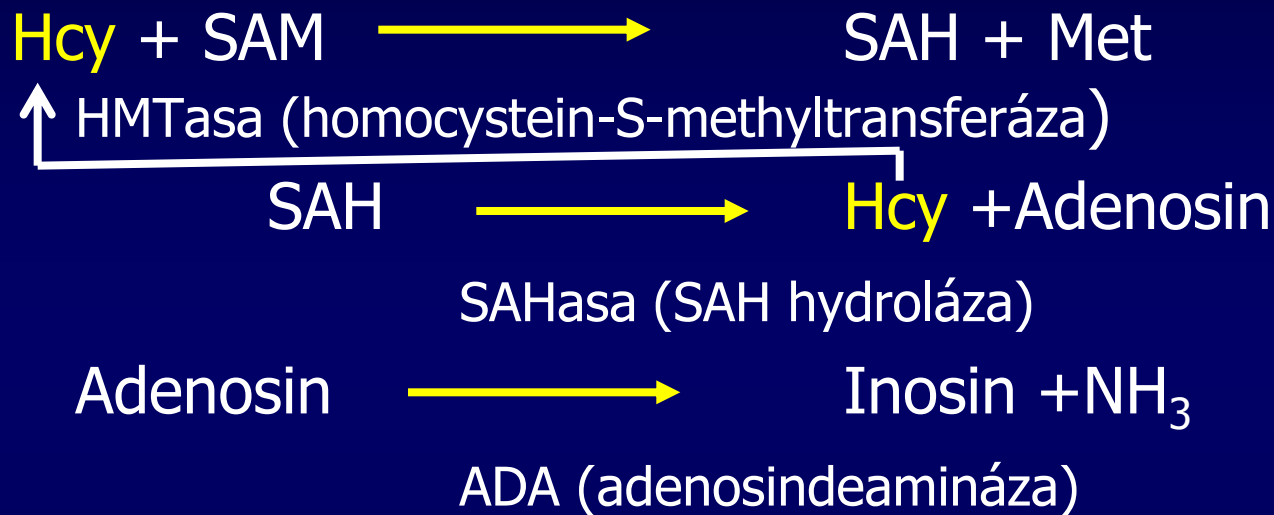 Hcy + SAM SAH + Met
HMTasa (homocystein-S-methyltransferáza)
SAH Hcy +Adenosin
SAHasa (SAH hydroláza)
Adenosin Inosin +NH₃
ADA (adenosindeamináza)